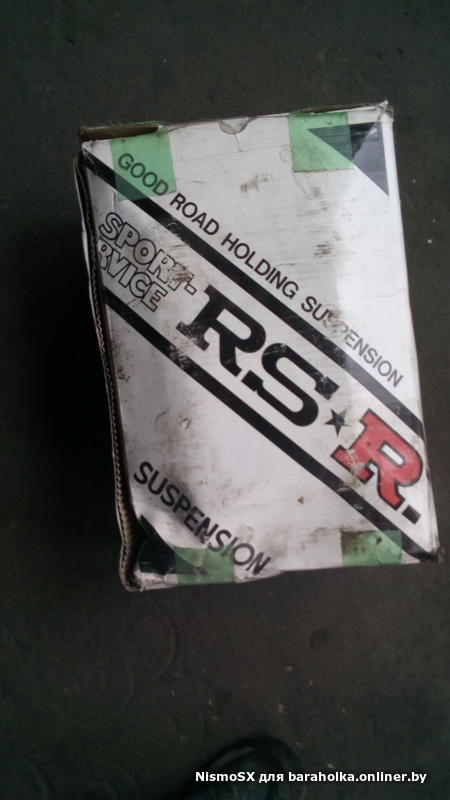 GOOD ROAD HOLDING SUSPENSION
SPORT-
RVICE
RS★R.
SUSPENSION
NismoSX для baraholka.onliner.by